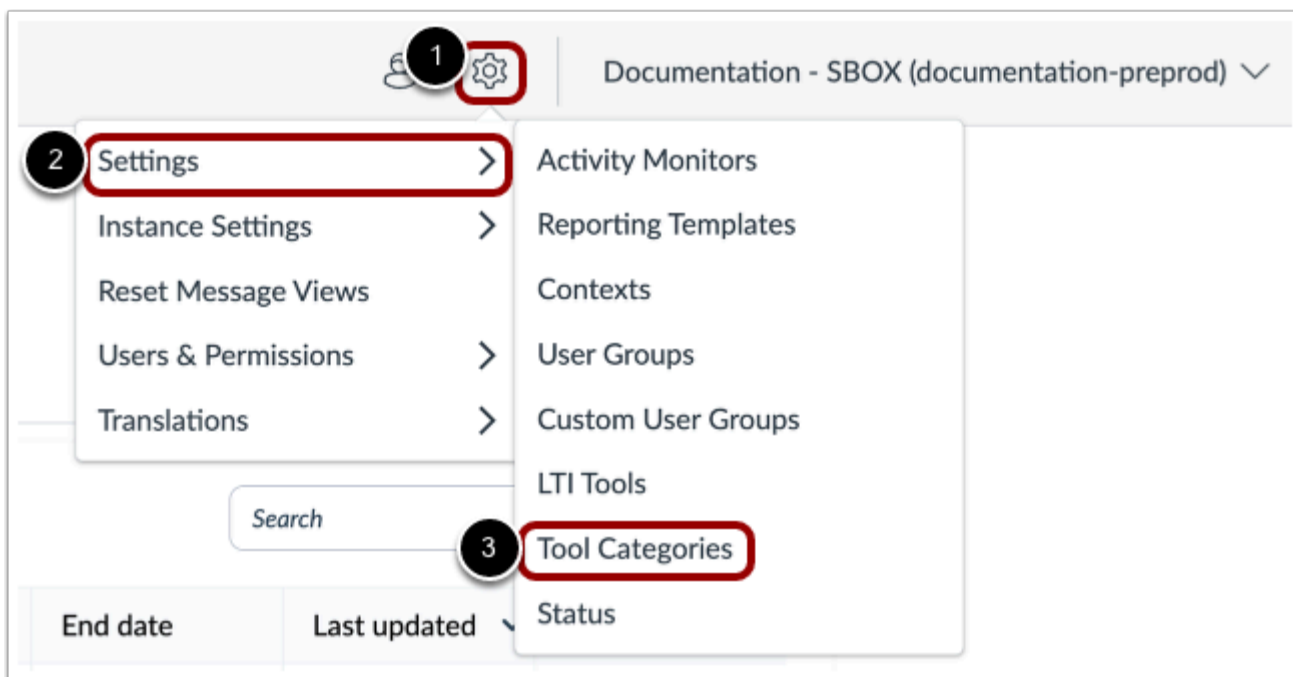 1
Documentation - SBOX (documentation-preprod)
2
Settings
Instance Settings
Reset Message Views
Users & Permissions
Translations
Activity Monitors
Reporting Templates
Contexts
User Groups
Custom User Groups
LTI Tools
3
Tool Categories
Status
Search
End date
Last updated